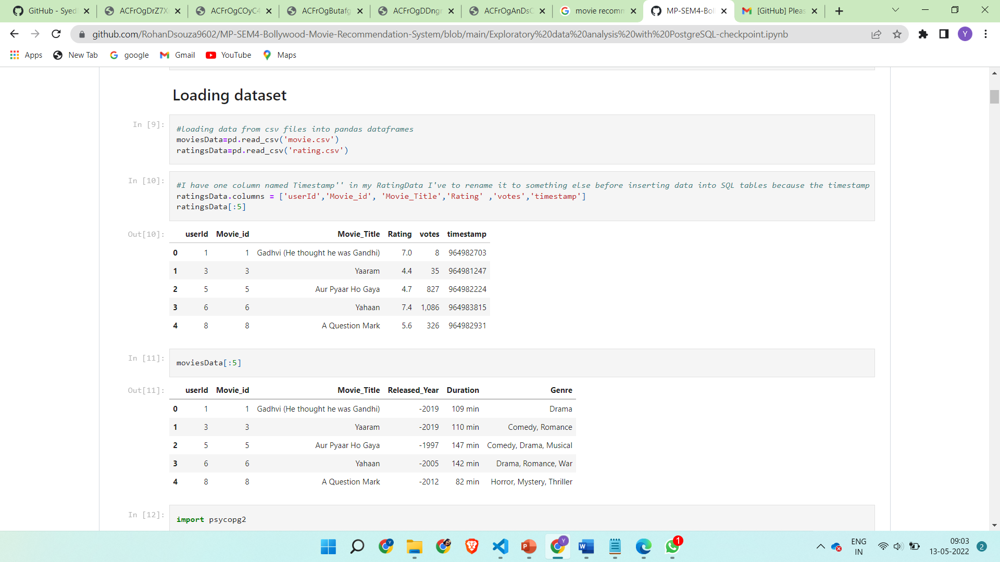 GitHub - Syed
ACFrOgDrZ7X
ACFrOgCOyC4
ACFrOgButafg
ACFrOgDDngr
ACFrOgAnDsC
movie recomm
MP-SEM4-Bol
[GitHub] Pleas
github.com/RohanDsouza9602/MP-SEM4-Bollywood-Movie-Recommendation-System/blob/main/Exploratory%20data%20analysis%20with%20PostgreSQL-checkpoint.ipynb
Y
Apps
New Tab
google
Gmail
YouTube
Maps
Loading dataset
In [9]:
#loading data from csv files into pandas dataframes
moviesData=pd.read_csv('movie.csv')
ratingsData=pd.read_csv('rating.csv')
In [10]:
#I have one column named Timestamp'' in my RatingData I've to rename it to something else before inserting data into SQL tables because the timestamp
ratingsData.columns = ['userId','Movie_id', 'Movie_Title','Rating' ,'votes','timestamp']
ratingsData[:5]
Out[10]:
userId Movie_id Movie_Title Rating votes timestamp
0 1 1 Gadhvi (He thought he was Gandhi) 7.0 8 964982703
1 3 3 Yaaram 4.4 35 964981247
2 5 5 Aur Pyaar Ho Gaya 4.7 827 964982224
3 6 6 Yahaan 7.4 1,086 964983815
4 8 8 A Question Mark 5.6 326 964982931
In [11]:
moviesData[:5]
Out[11]:
userId Movie_id Movie_Title Released_Year Duration Genre
0 1 1 Gadhvi (He thought he was Gandhi) -2019 109 min Drama
1 3 3 Yaaram -2019 110 min Comedy, Romance
2 5 5 Aur Pyaar Ho Gaya -1997 147 min Comedy, Drama, Musical
3 6 6 Yahaan -2005 142 min Drama, Romance, War
4 8 8 A Question Mark -2012 82 min Horror, Mystery, Thriller
In [12]:
import psycopg2
1
ENG
IN
09:03
13-05-2022
2